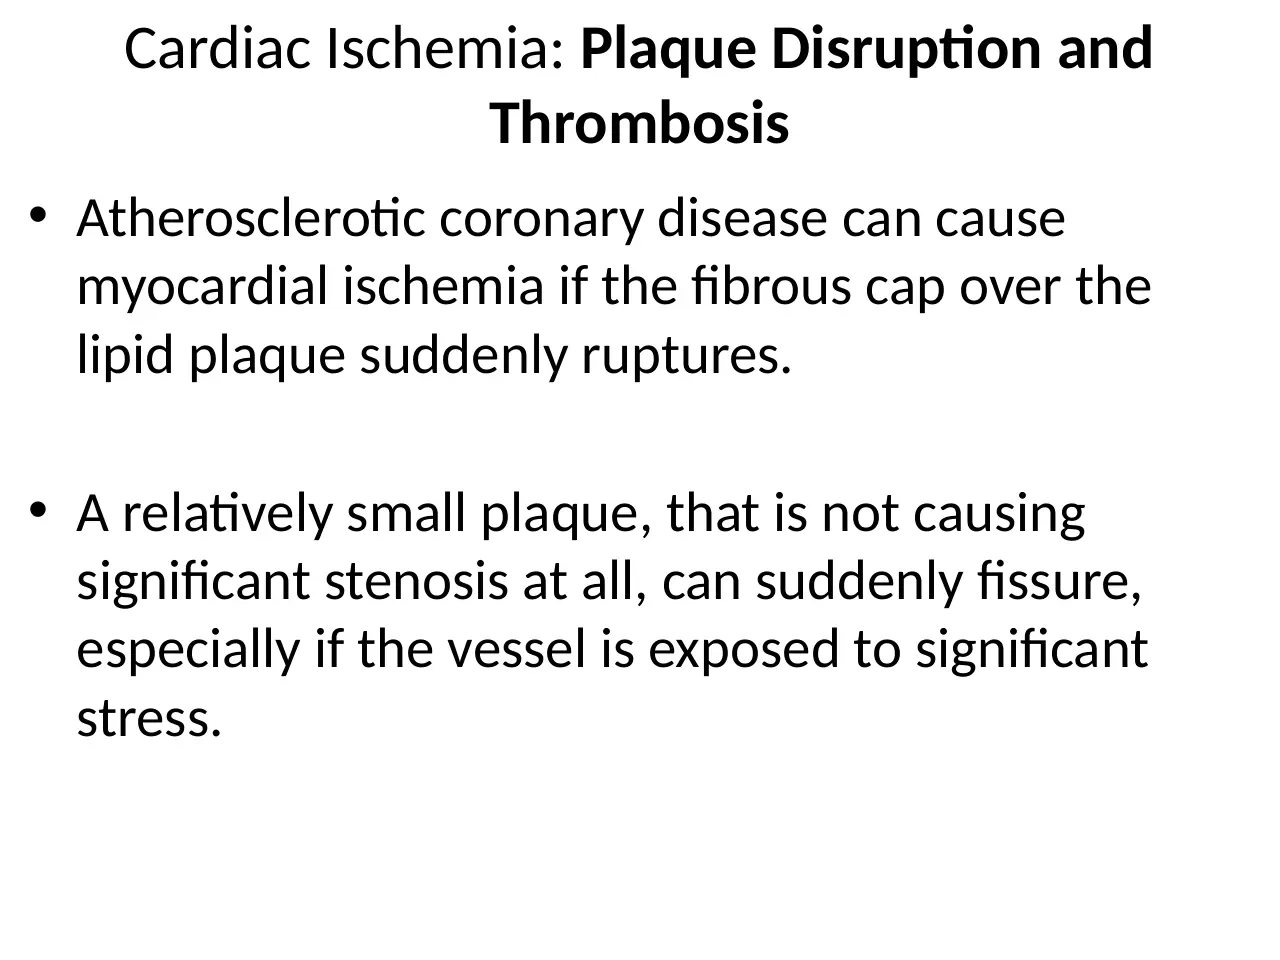 Cardiac Ischemia: Plaque Disruption and
Thrombosis
• Atherosclerotic coronary disease can cause
myocardial ischemia if the fibrous cap over the
lipid plaque suddenly ruptures.
• A relatively small plaque, that is not causing
significant stenosis at all, can suddenly fissure,
especially if the vessel is exposed to significant
stress.